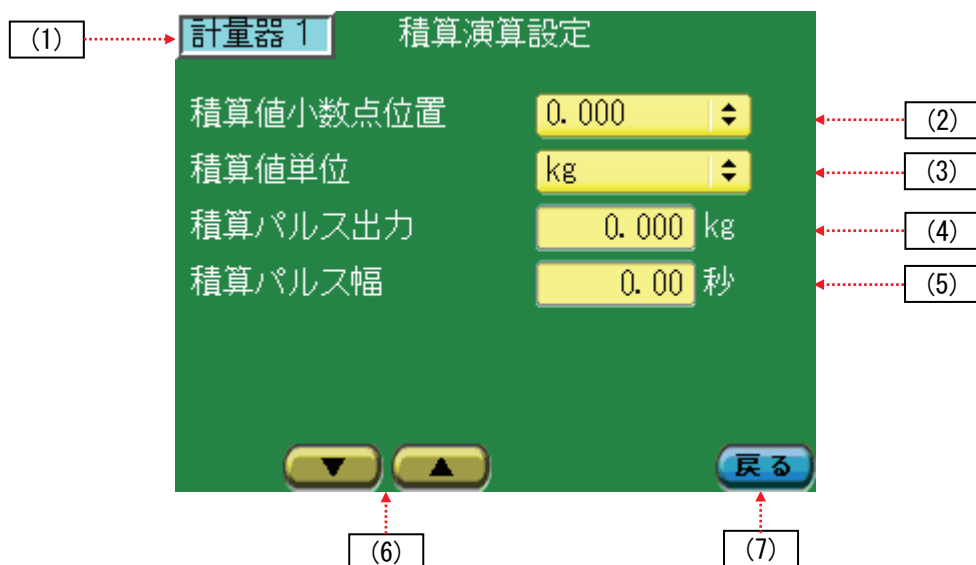 (1) 計量器 1 積算演算設定
積算値小数点位置 0.000 (2)
積算値単位 kg (3)
積算パルス出力 0.000 kg (4)
積算パルス幅 0.00 秒 (5)
▼ ▲ 戻る
(6) (7)